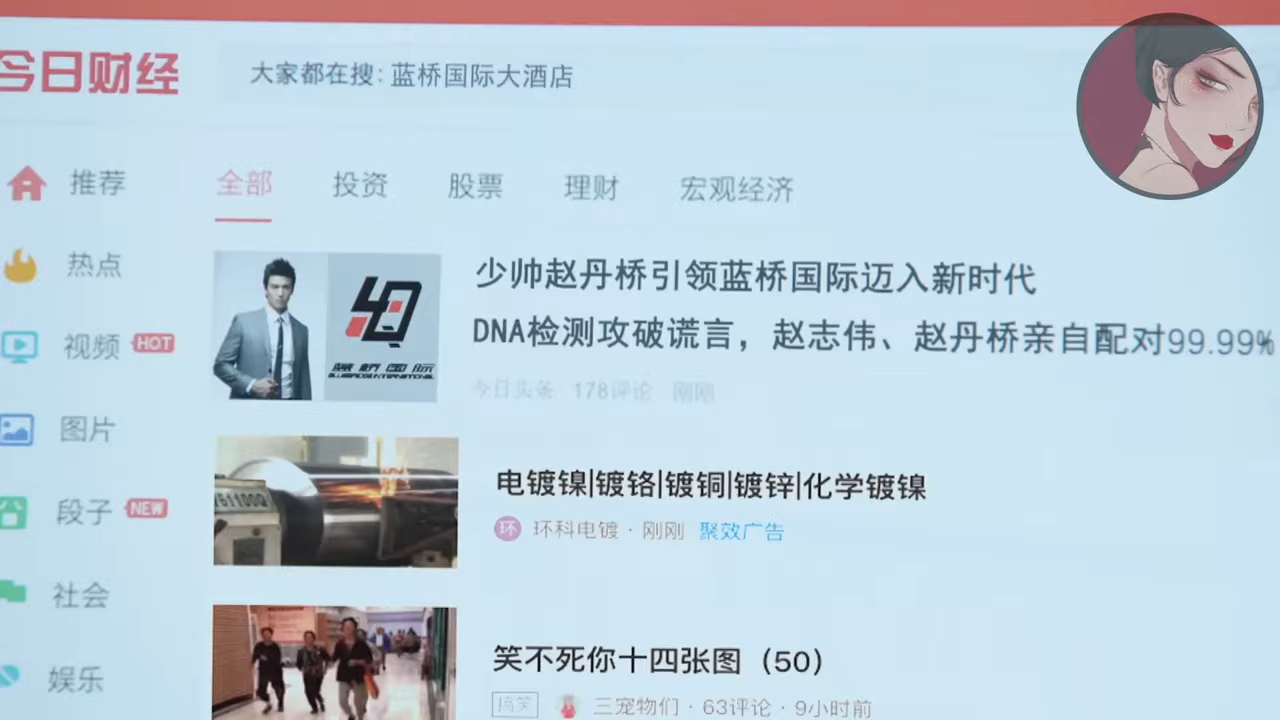 今日财经
大家都在搜: 蓝桥国际大酒店
推荐
热点
视频 HOT
图片
段子 NEW
社会
娱乐
全部 投资 股票 理财 宏观经济
少帅赵丹桥引领蓝桥国际迈入新时代
DNA检测攻破谎言，赵志伟、赵丹桥亲自配对99.99%
今日头条 178评论 刚刚
蓝桥国际
电镀镍|镀铬|镀铜|镀锌|化学镀镍
环 环科电镀 · 刚刚 聚效广告
笑不死你十四张图（50）
搞笑 三宠物们 · 63评论 · 9小时前